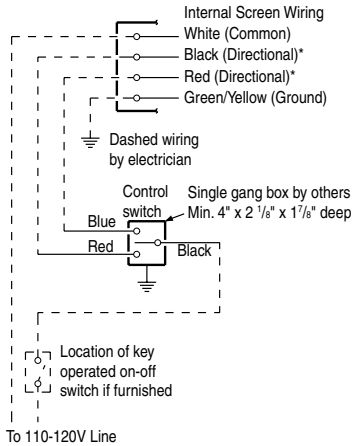 Internal Screen Wiring
White (Common)
Black (Directional)*
Red (Directional)*
Green/Yellow (Ground)
Dashed wiring
by electrician
Control
switch
Single gang box by others
Min. 4" x 2 1/8" x 1 7/8" deep
Blue
Red
Black
Location of key
operated on-off
switch if furnished
To 110-120V Line